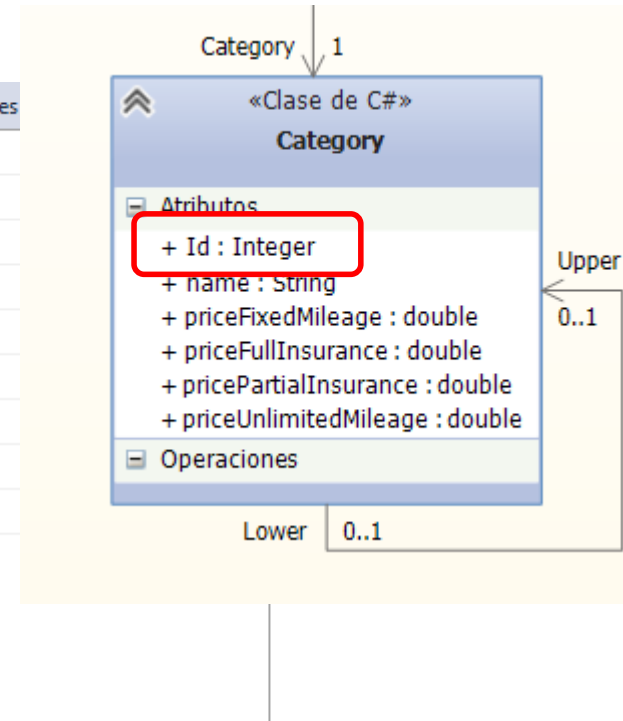 Category 1
es
«Clase de C#»
Category
Atributos
+ Id : Integer
+ name : String
+ priceFixedMileage : double
+ priceFullInsurance : double
+ pricePartialInsurance : double
+ priceUnlimitedMileage : double
Operaciones
Upper
0..1
Lower 0..1